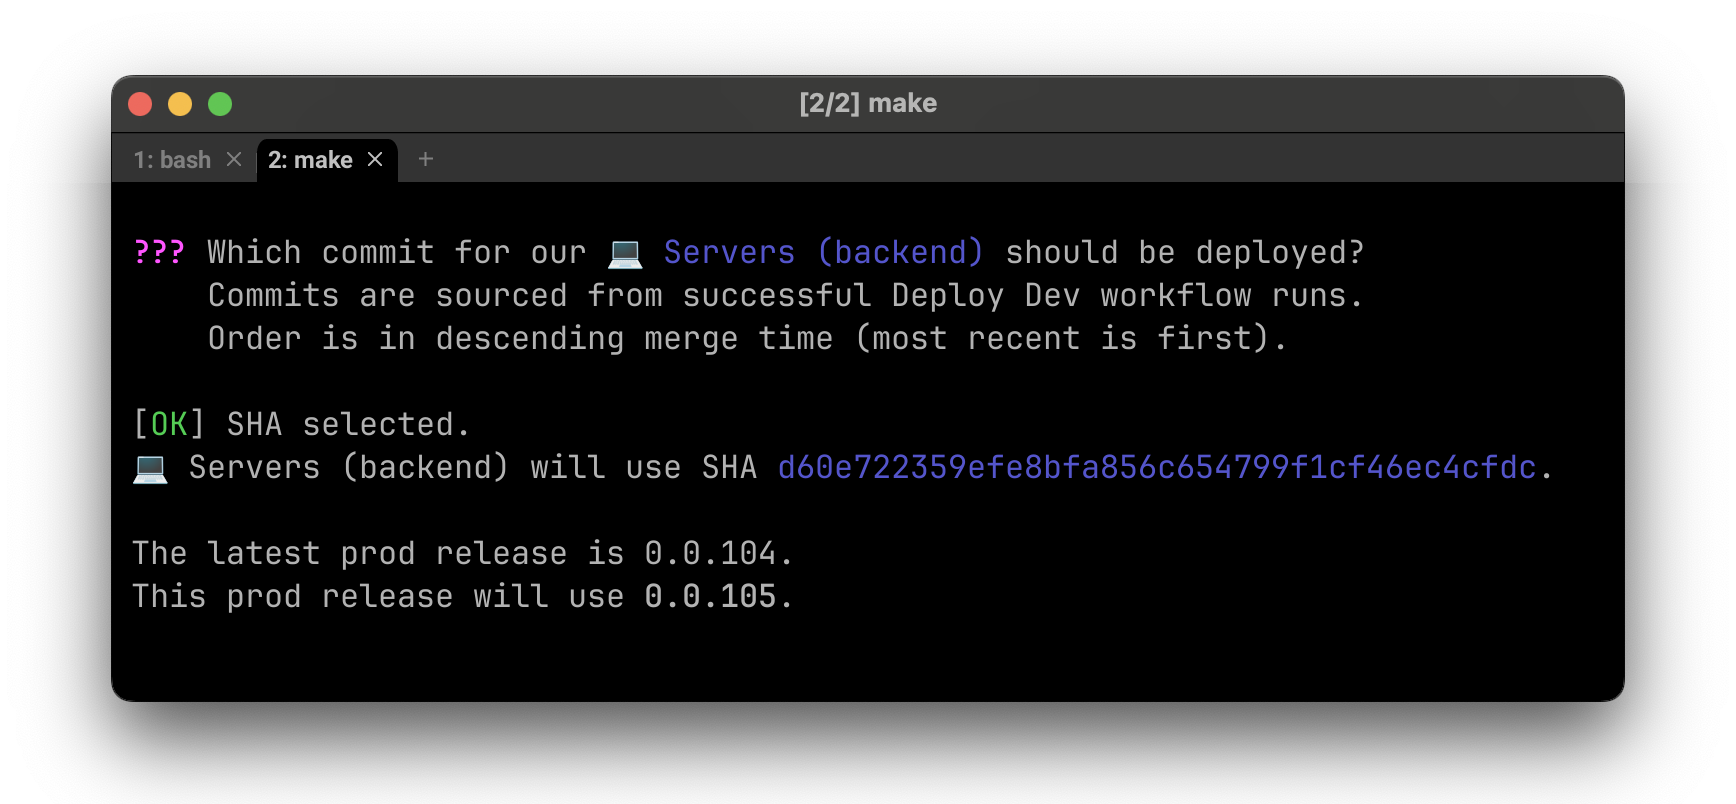 [2/2] make
1: bash × 2: make × +
??? Which commit for our 💻 Servers (backend) should be deployed?
Commits are sourced from successful Deploy Dev workflow runs.
Order is in descending merge time (most recent is first).
[OK] SHA selected.
💻 Servers (backend) will use SHA d60e722359efe8bfa856c654799f1cf46ec4cfdc.
The latest prod release is 0.0.104.
This prod release will use 0.0.105.